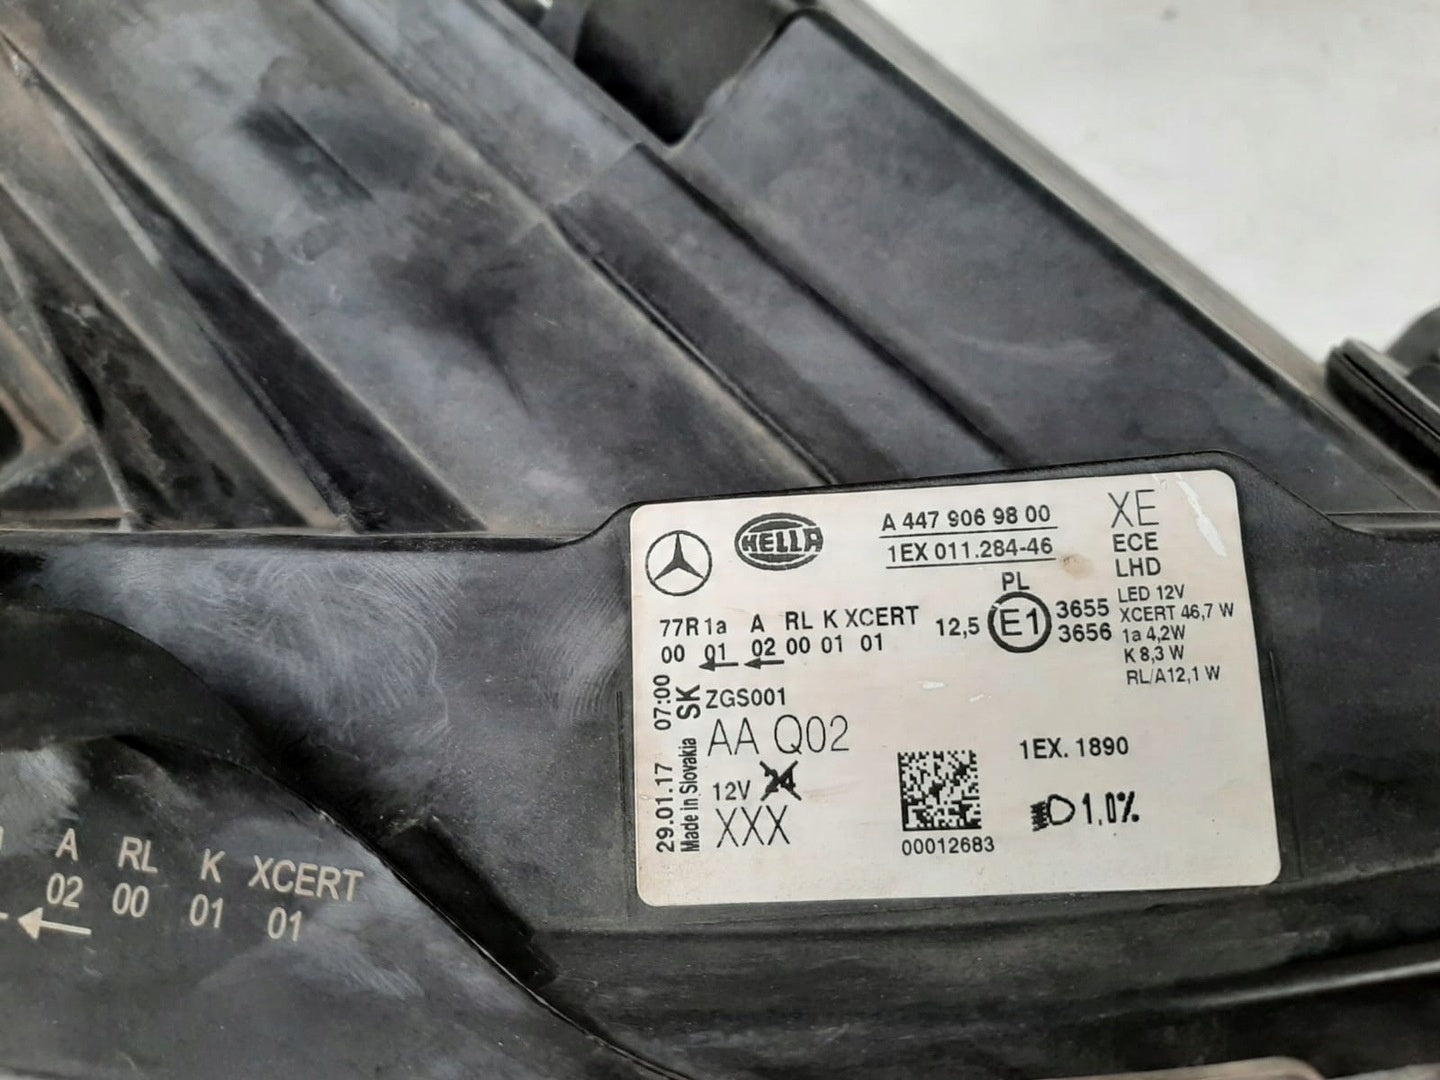 HELLA
A 447 906 98 00
XE
1EX 011.284-46
ECE
LHD
PL
LED 12V
77R 1a A RL K XCERT
12,5 E1 3655
3656
XCERT 46,7 W
00 01 02 00 01 01
1a 4,2W
K 8,3 W
RL/A12,1 W
29.01.17 07:00
Made in Slovakia SK
ZGS001
AA Q02
12V
XXX
1EX. 1890
1,0%
00012683
A RL K XCERT
02 00 01 01